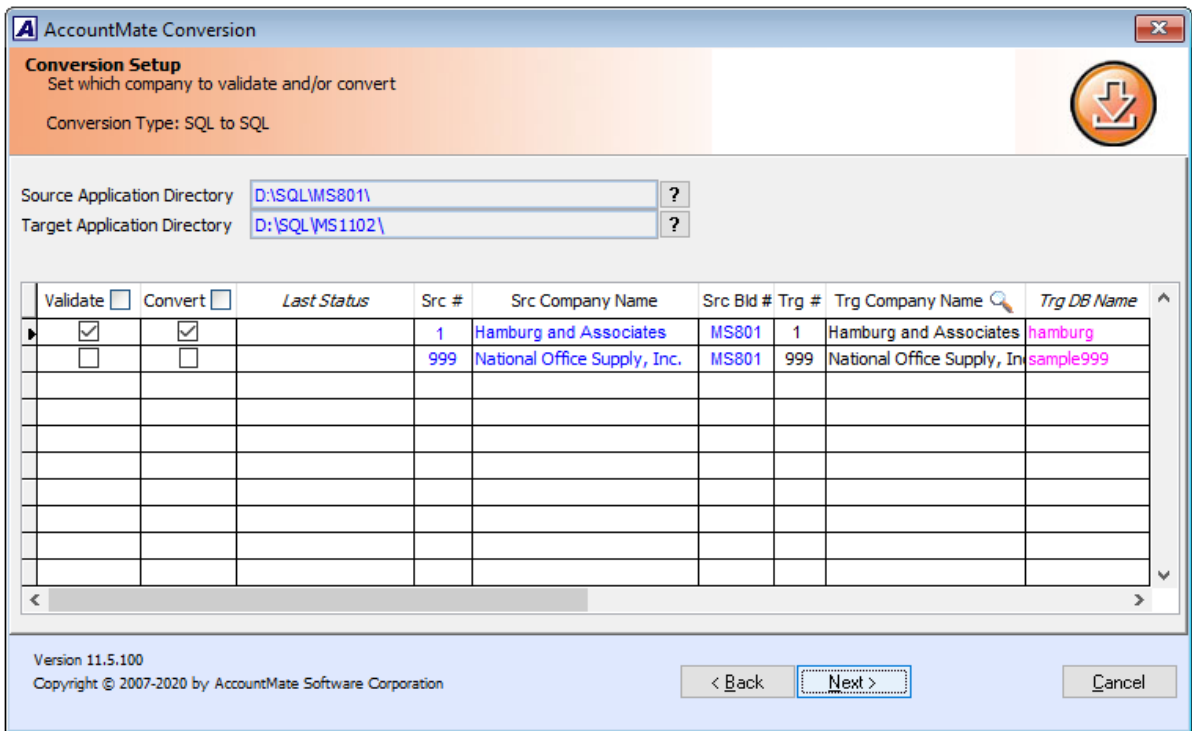 A AccountMate Conversion
Conversion Setup
Set which company to validate and/or convert
Conversion Type: SQL to SQL
Source Application Directory D:\SQL\MS801\ ?
Target Application Directory D:\SQL\MS1102\ ?
Validate Convert Last Status Src # Src Company Name Src Bld # Trg # Trg Company Name Trg DB Name
1 Hamburg and Associates MS801 1 Hamburg and Associates hamburg
999 National Office Supply, Inc. MS801 999 National Office Supply, Inc sample999
Version 11.5.100
Copyright © 2007-2020 by AccountMate Software Corporation
< Back Next > Cancel